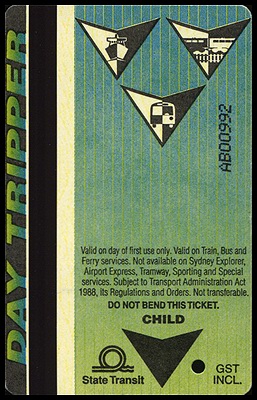 DAY TRIPPER
AB00992
Valid on day of first use only. Valid on Train, Bus and
Ferry services. Not available on Sydney Explorer,
Airport Express, Tramway, Sporting and Special
services. Subject to Transport Administration Act
1988, Its Regulations and Orders. Not transferable.
DO NOT BEND THIS TICKET.
CHILD
State Transit
GST
INCL.